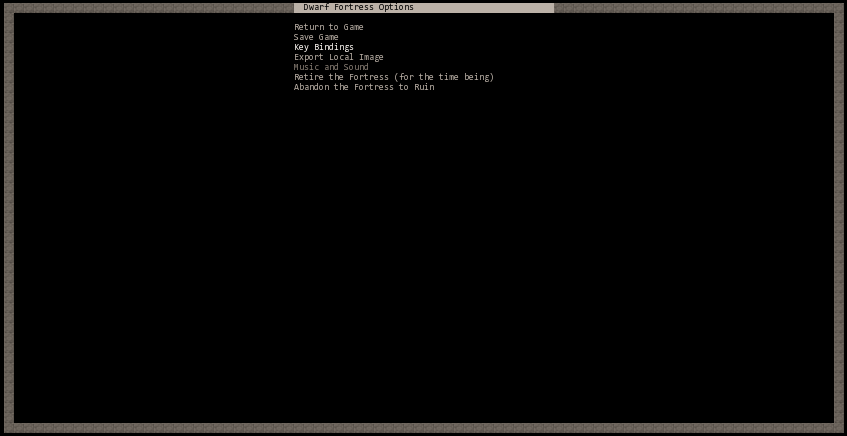 Dwarf Fortress Options
Return to Game
Save Game
Key Bindings
Export Local Image
Music and Sound
Retire the Fortress (for the time being)
Abandon the Fortress to Ruin